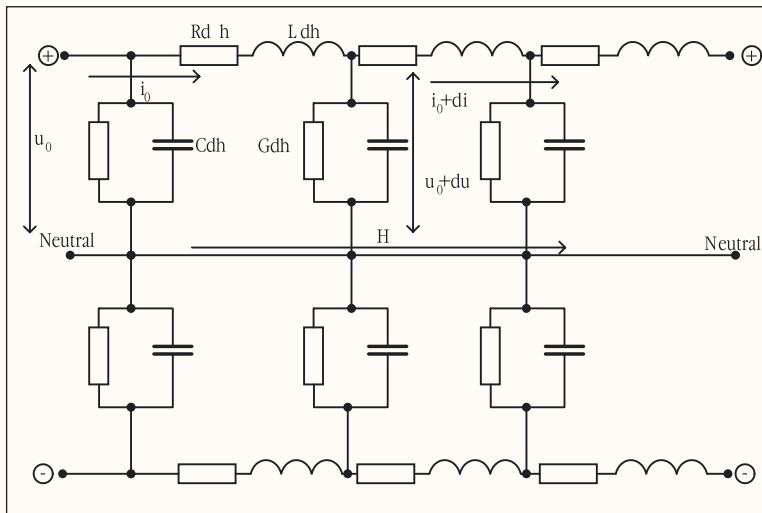 Rd h
L dh
+
+
i0
i0+di
u0
Cdh
Gdh
u0+du
Neutral
H
Neutral
-
-